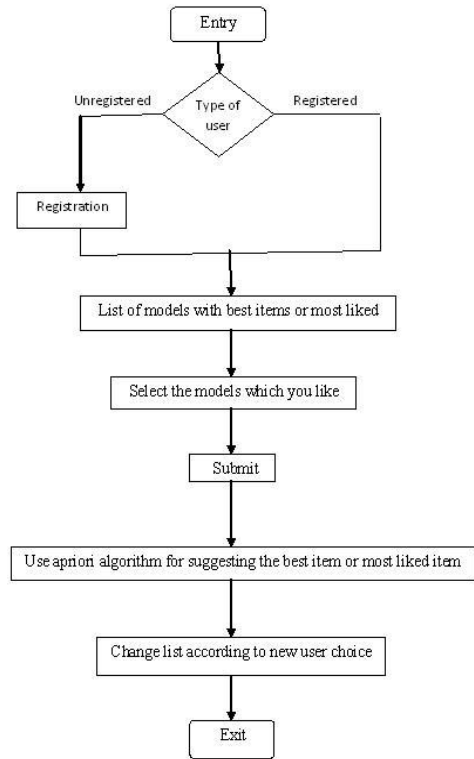 Entry
Unregistered
Type of
user
Registered
Registration
List of models with best items or most liked
Select the models which you like
Submit
Use apriori algorithm for suggesting the best item or most liked item
Change list according to new user choice
Exit